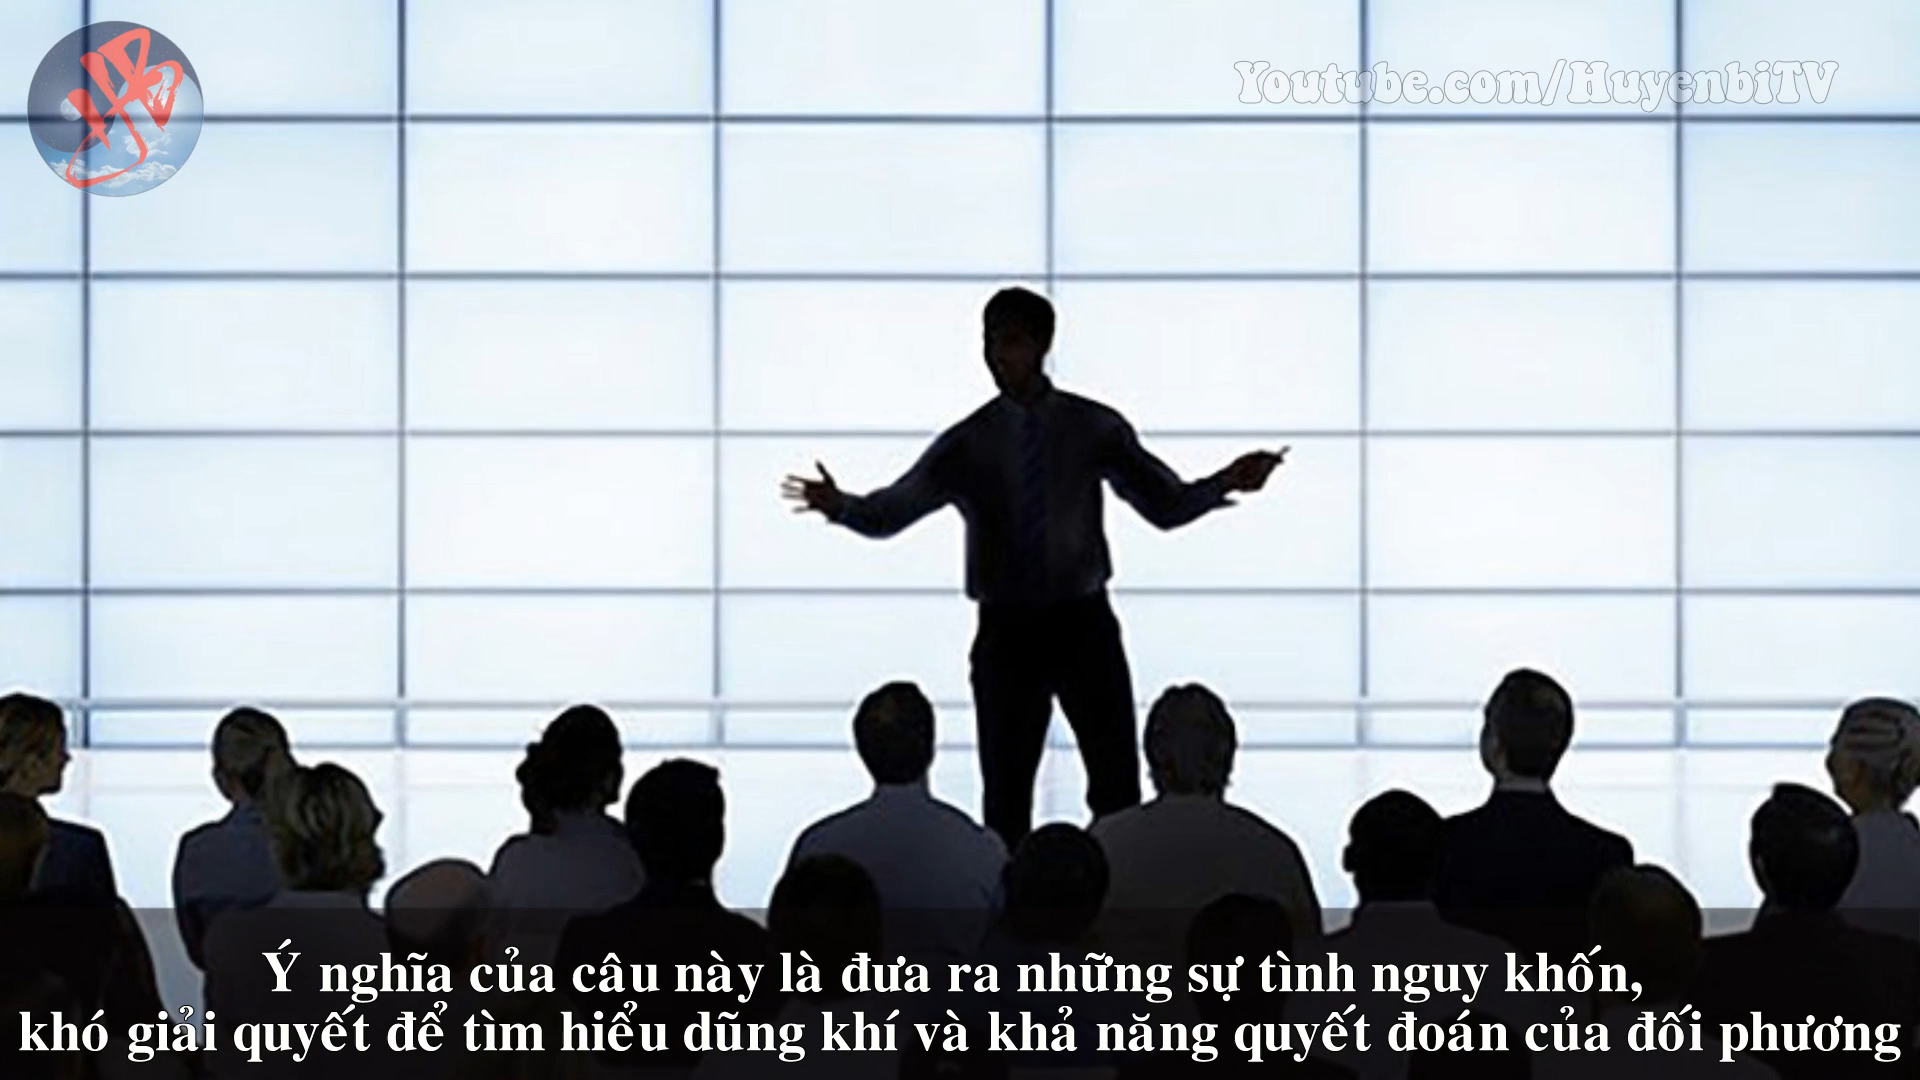 Youtube.com/HuyenbiTV
Ý nghĩa của câu này là đưa ra những sự tình nguy khốn,
khó giải quyết để tìm hiểu dũng khí và khả năng quyết đoán của đối phương